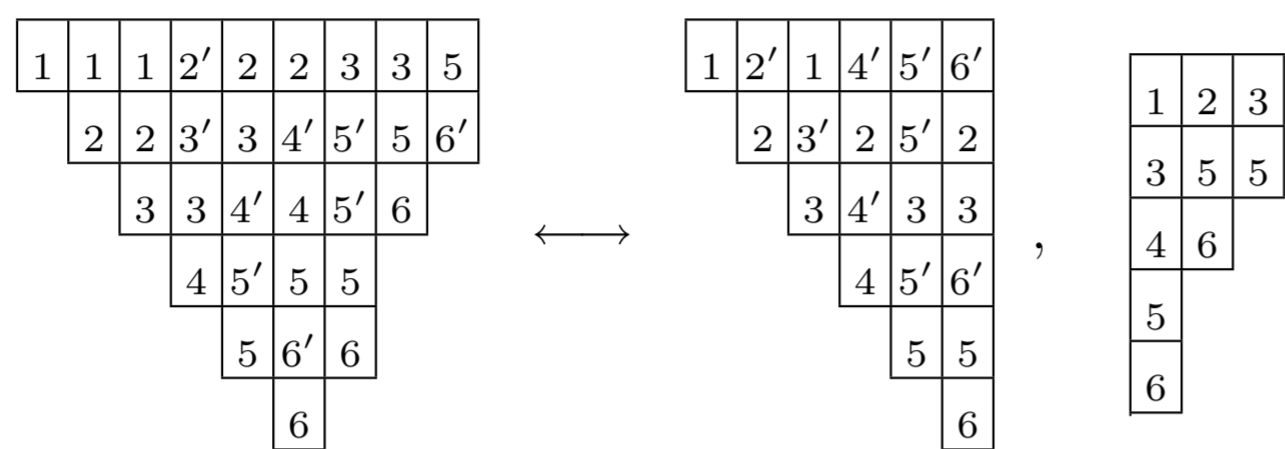 1 1 1 2′ 2 2 3 3 5
2 2 3′ 3 4′ 5′ 5 6′
3 3 4′ 4 5′ 6
4 5′ 5 5
5 6′ 6
6
⟷
1 2′ 1 4′ 5′ 6′
2 3′ 2 5′ 2
3 4′ 3 3
4 5′ 6′
5 5
6
,
1 2 3
3 5 5
4 6
5
6